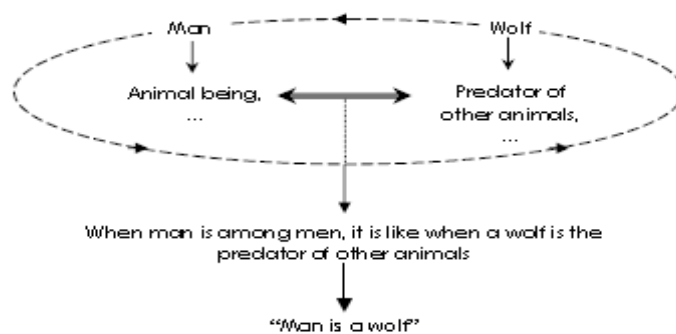 Man
Wolf
Animal being,
...
Predator of
other animals,
...
When man is among men, it is like when a wolf is the
predator of other animals
“Man is a wolf”